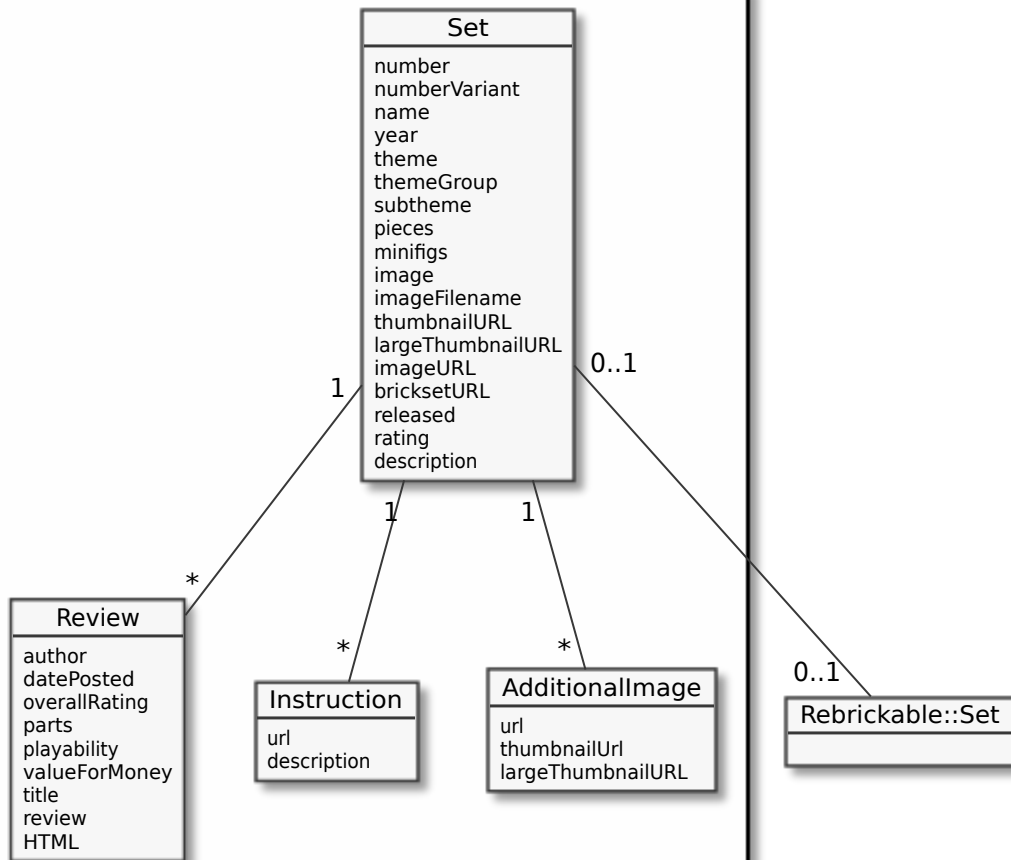 Set
number
numberVariant
name
year
theme
themeGroup
subtheme
pieces
minifigs
image
imageFilename
thumbnailURL
largeThumbnailURL
imageURL
bricksetURL
released
rating
description
0..1
1
1
1
*
*
*
0..1
Review
author
datePosted
overallRating
parts
playability
valueForMoney
title
review
HTML
Instruction
url
description
AdditionalImage
url
thumbnailUrl
largeThumbnailURL
Rebrickable::Set